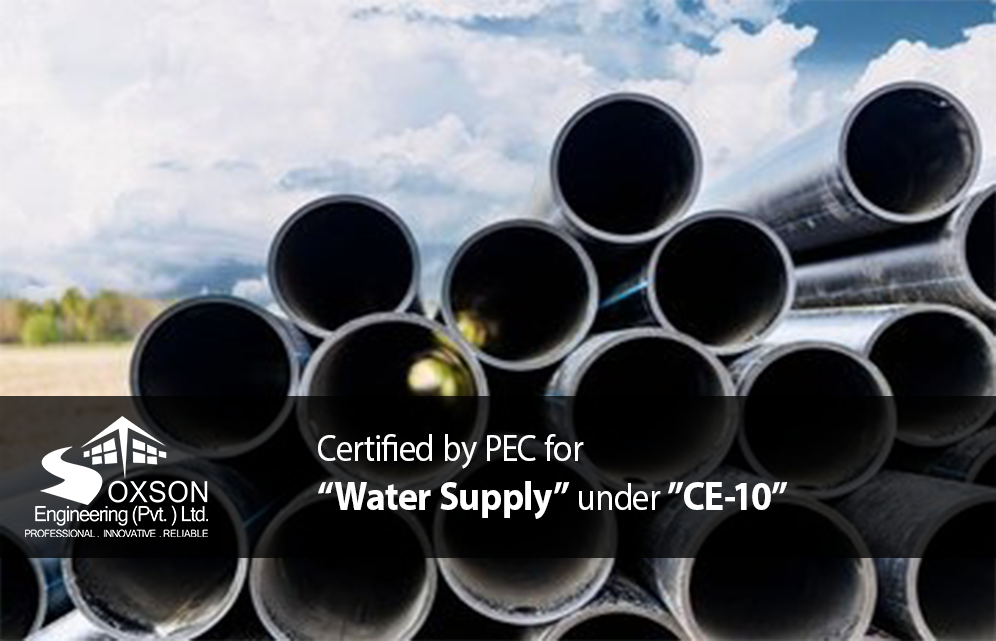 Certified by PEC for
“Water Supply” under ”CE-10”
OXSON
Engineering (Pvt. ) Ltd.
PROFESSIONAL . INNOVATIVE . RELIABLE